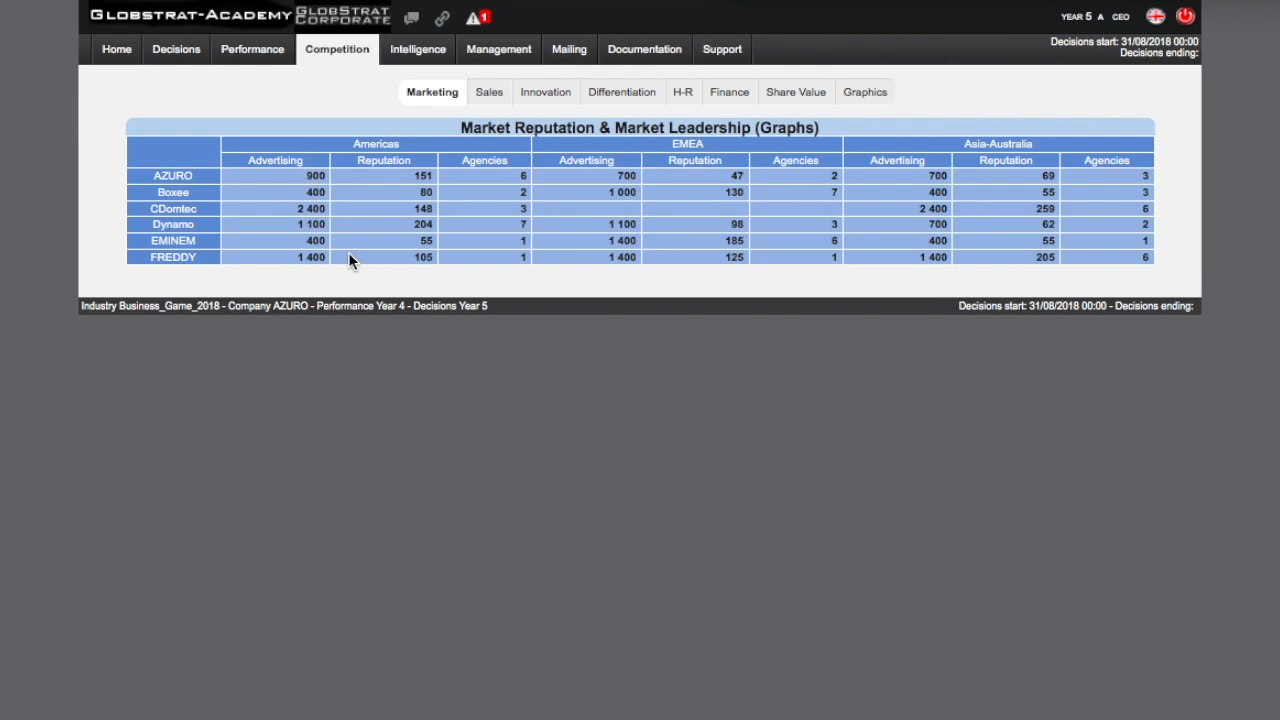 GLOBSTRAT-ACADEMY GLOBSTRAT CORPORATE 1 YEAR 5 A CEO
Home Decisions Performance Competition Intelligence Management Mailing Documentation Support
Decisions start: 31/08/2018 00:00
Decisions ending:
Marketing Sales Innovation Differentiation H-R Finance Share Value Graphics
Market Reputation & Market Leadership (Graphs)
Americas EMEA Asia-Australia
Advertising Reputation Agencies Advertising Reputation Agencies Advertising Reputation Agencies
AZURO 900 151 6 700 47 2 700 69 3
Boxee 400 80 2 1 000 130 7 400 55 3
CDomtec 2 400 148 3 2 400 259 6
Dynamo 1 100 204 7 1 100 98 3 700 62 2
EMINEM 400 55 1 1 400 185 6 400 55 1
FREDDY 1 400 105 1 1 400 125 1 1 400 205 6
Industry Business_Game_2018 - Company AZURO - Performance Year 4 - Decisions Year 5 Decisions start: 31/08/2018 00:00 - Decisions ending: